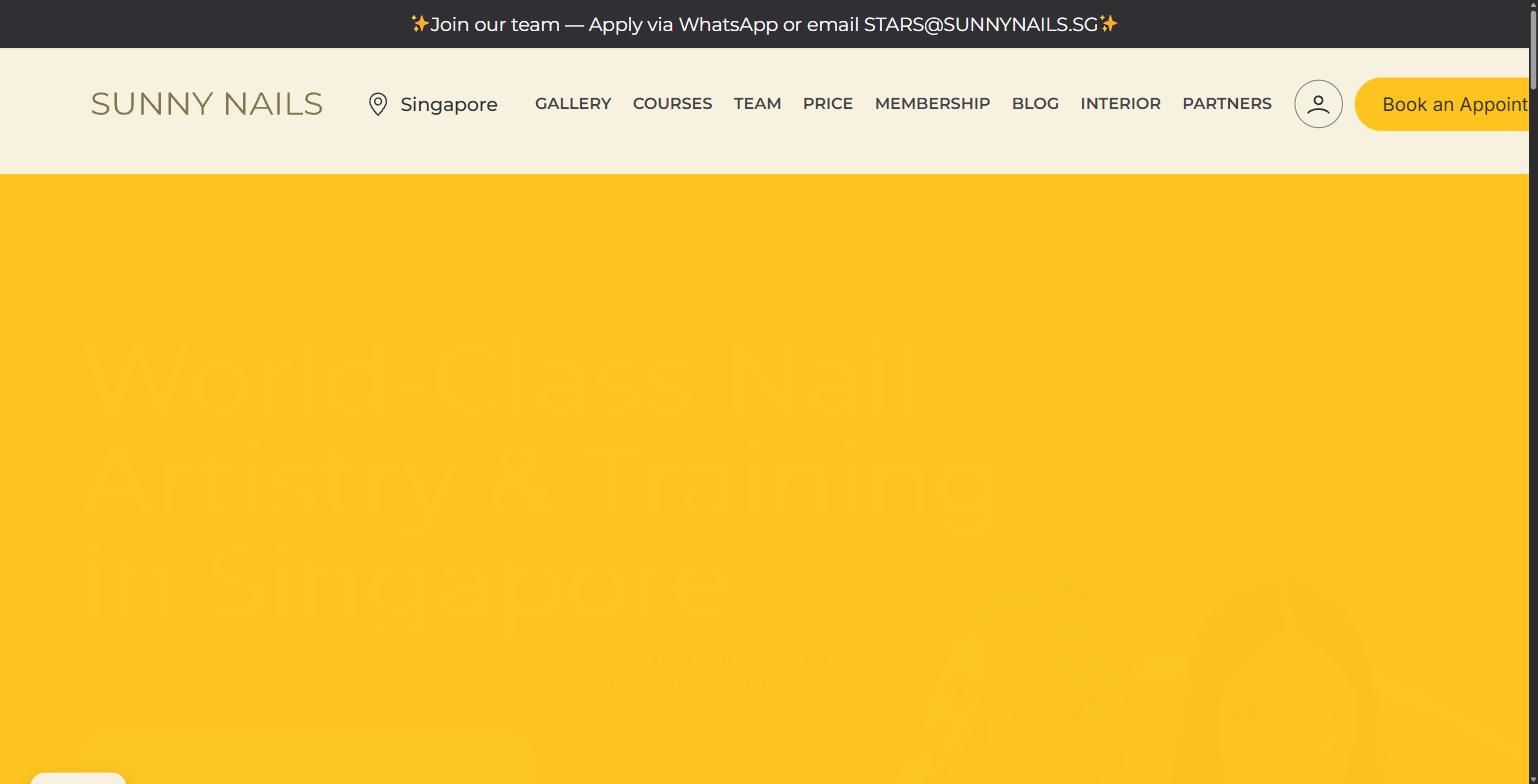 ✨Join our team — Apply via WhatsApp or email STARS@SUNNYNAILS.SG✨
SUNNY NAILS
Singapore
GALLERY COURSES TEAM PRICE MEMBERSHIP BLOG INTERIOR PARTNERS
Book an Appoint
World-Class Nail
Artistry & Training
in Singapore